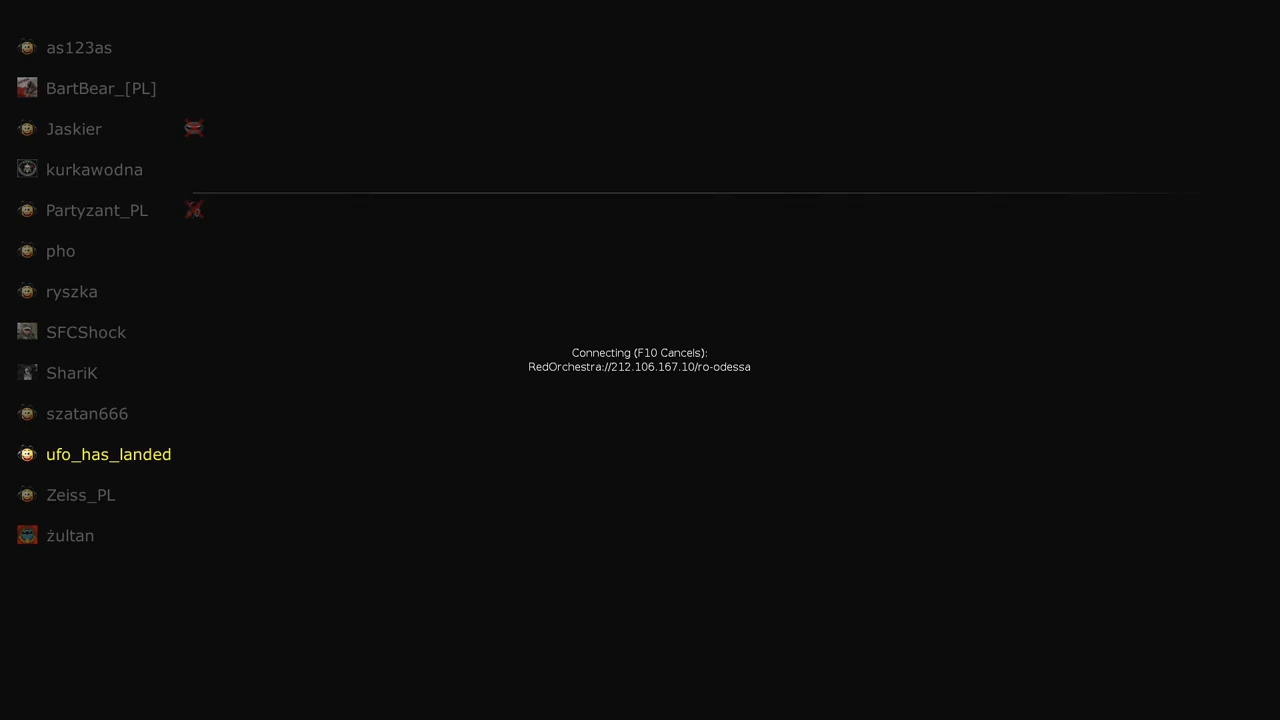 as123as
BartBear_[PL]
Jaskier
kurkawodna
Partyzant_PL
pho
ryszka
SFCShock
ShariK
szatan666
ufo_has_landed
Zeiss_PL
żultan
Connecting (F10 Cancels):
RedOrchestra://212.106.167.10/ro-odessa